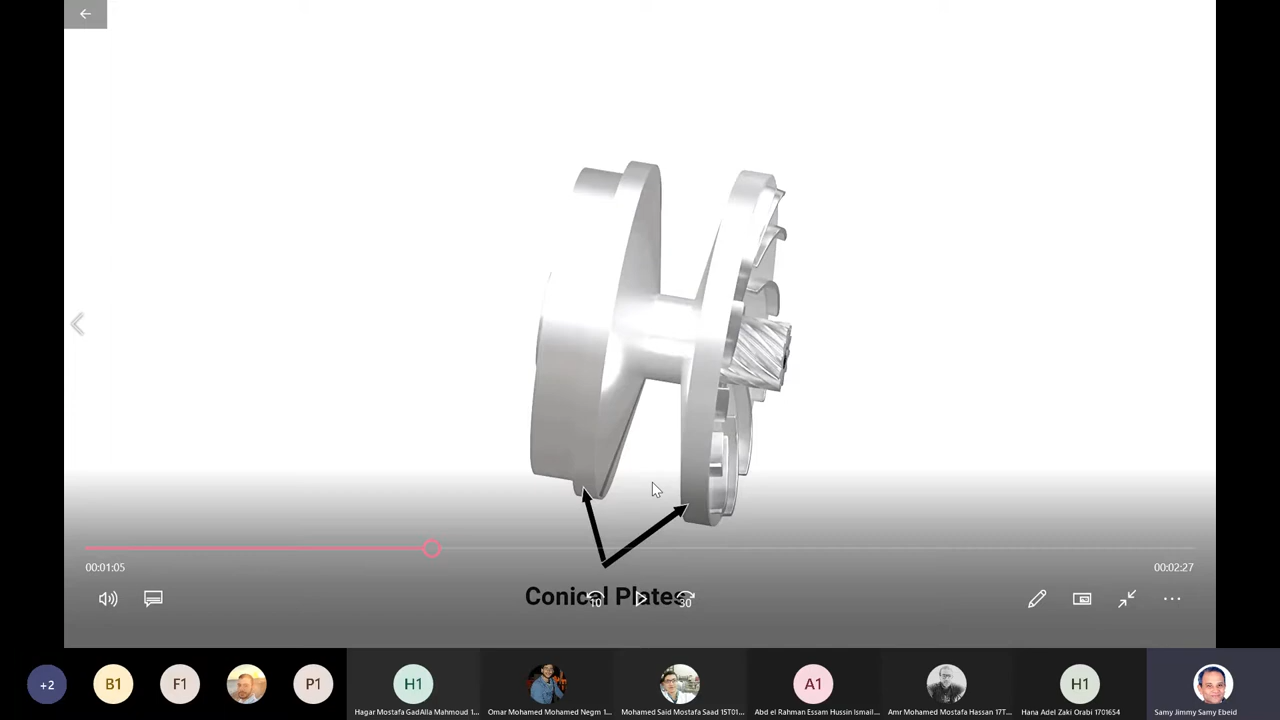 00:01:05
00:02:27
Conical Plates
10
30
+2
B1
F1
P1
H1
A1
H1
Hagar Mostafa GadAlla Mahmoud 1...
Omar Mohamed Mohamed Negm 1...
Mohamed Said Mostafa Saad 15T01...
Abd el Rahman Essam Hussin Ismail...
Amr Mohamed Mostafa Hassan 17T...
Hana Adel Zaki Orabi 1701654
Samy Jimmy Samy Ebeid